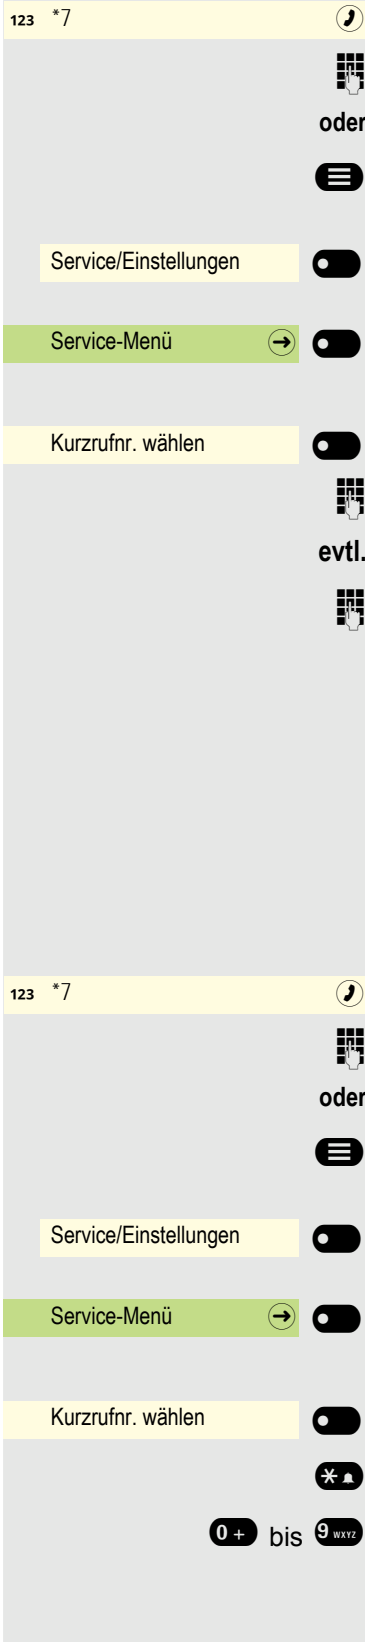 123 *7
oder
Service/Einstellungen
Service-Menü
Kurzrufnr. wählen
evtl.
123 *7
oder
Service/Einstellungen
Service-Menü
Kurzrufnr. wählen
0 + bis 9 WXYZ